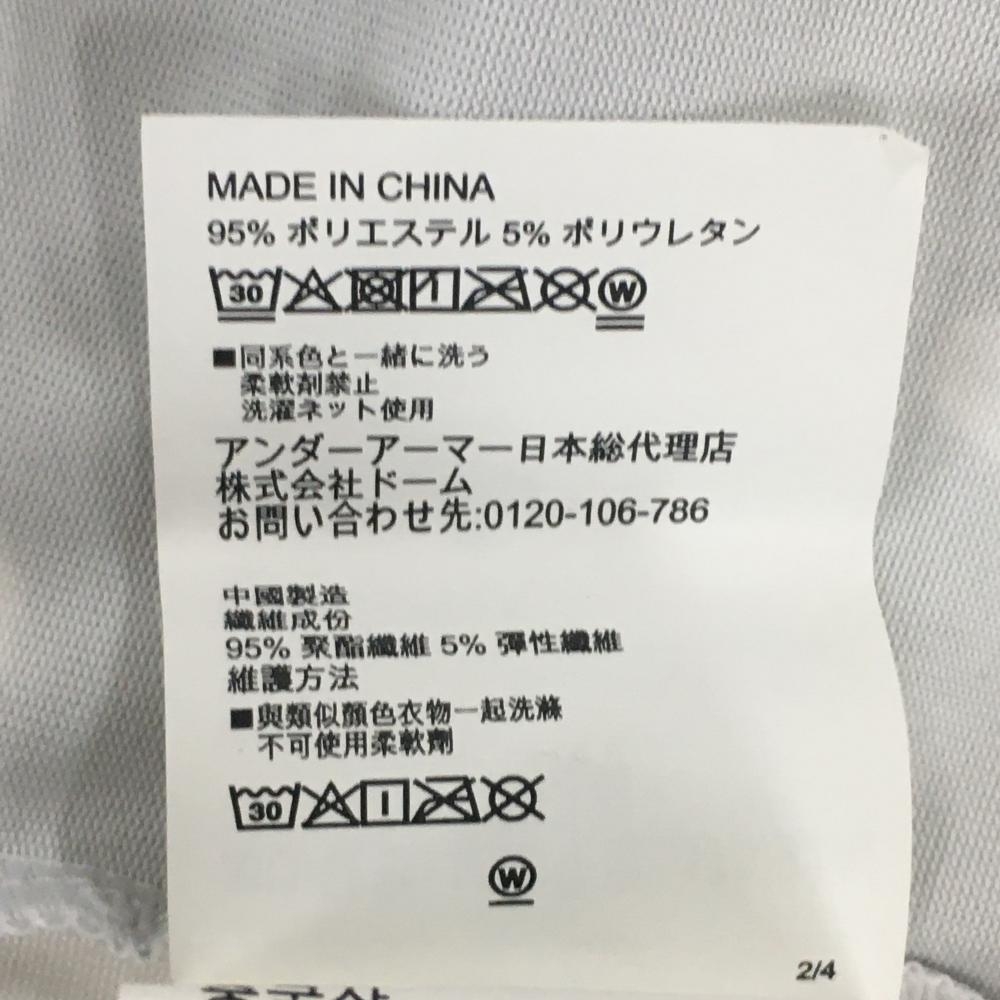 MADE IN CHINA
95% ポリエステル 5% ポリウレタン
30 W
■同系色と一緒に洗う
柔軟剤禁止
洗濯ネット使用
アンダーアーマー日本総代理店
株式会社ドーム
お問い合わせ先:0120-106-786
中國製造
纖維成份
95% 聚酯纖維 5% 彈性纖維
維護方法
■與類似顏色衣物一起洗滌
不可使用柔軟劑
30
W
2/4